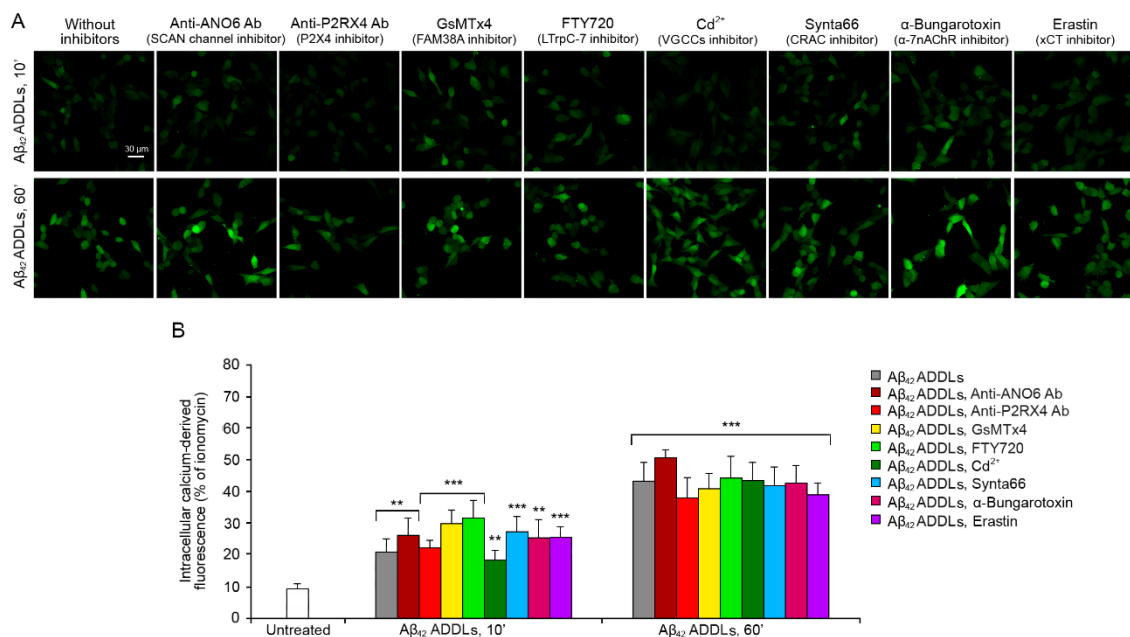 A
Without
inhibitors
Anti-ANO6 Ab
(SCAN channel inhibitor)
Anti-P2RX4 Ab
(P2X4 inhibitor)
GsMTx4
(FAM38A inhibitor)
FTY720
(LTrpC-7 inhibitor)
Cd²⁺
(VGCCs inhibitor)
Synta66
(CRAC inhibitor)
α-Bungarotoxin
(α-7nAChR inhibitor)
Erastin
(xCT inhibitor)
Aβ₄₂ ADDLs, 10'
30 µm
Aβ₄₂ ADDLs, 60'
B
Intracellular calcium-derived
fluorescence (% of ionomycin)
80
70
60
50
40
30
20
10
0
**
***
**
***
**
***
***
Untreated
Aβ₄₂ ADDLs, 10'
Aβ₄₂ ADDLs, 60'
Aβ₄₂ ADDLs
Aβ₄₂ ADDLs, Anti-ANO6 Ab
Aβ₄₂ ADDLs, Anti-P2RX4 Ab
Aβ₄₂ ADDLs, GsMTx4
Aβ₄₂ ADDLs, FTY720
Aβ₄₂ ADDLs, Cd²⁺
Aβ₄₂ ADDLs, Synta66
Aβ₄₂ ADDLs, α-Bungarotoxin
Aβ₄₂ ADDLs, Erastin